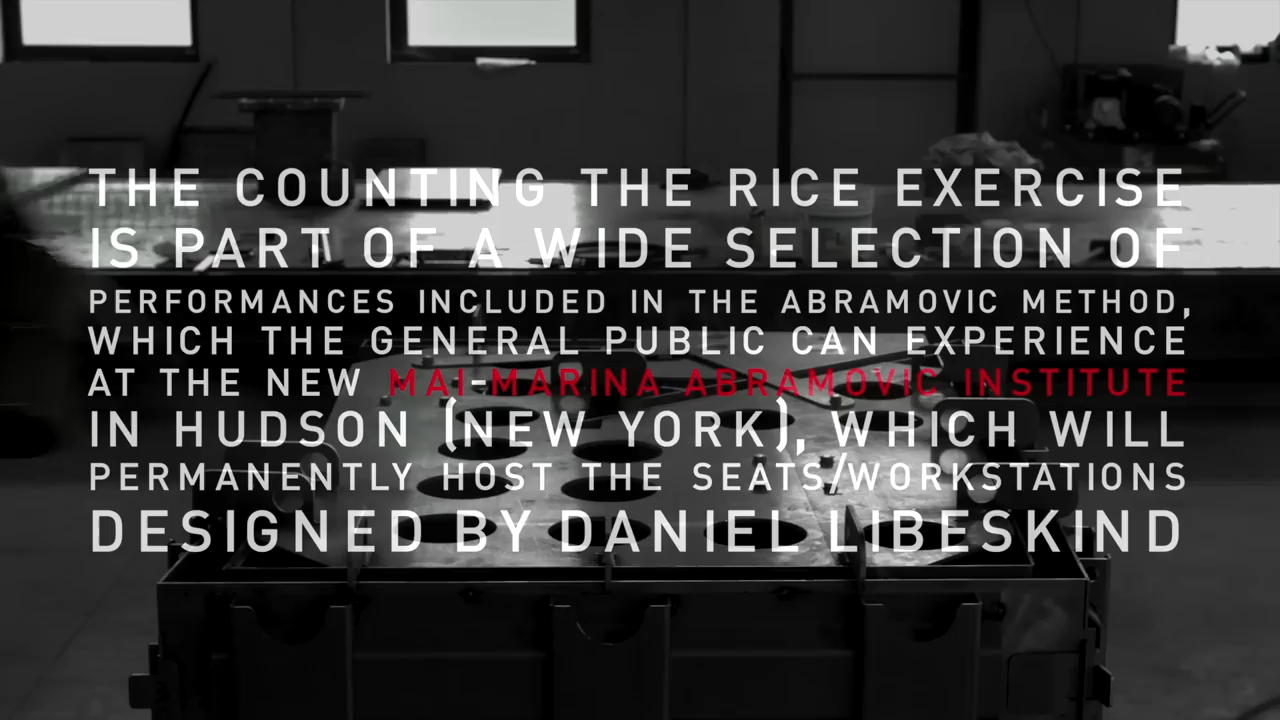 THE COUNTING THE RICE EXERCISE
IS PART OF A WIDE SELECTION OF
PERFORMANCES INCLUDED IN THE ABRAMOVIC METHOD,
WHICH THE GENERAL PUBLIC CAN EXPERIENCE
AT THE NEW MAI-MARINA ABRAMOVIC INSTITUTE
IN HUDSON (NEW YORK), WHICH WILL
PERMANENTLY HOST THE SEATS/WORKSTATIONS
DESIGNED BY DANIEL LIBESKIND